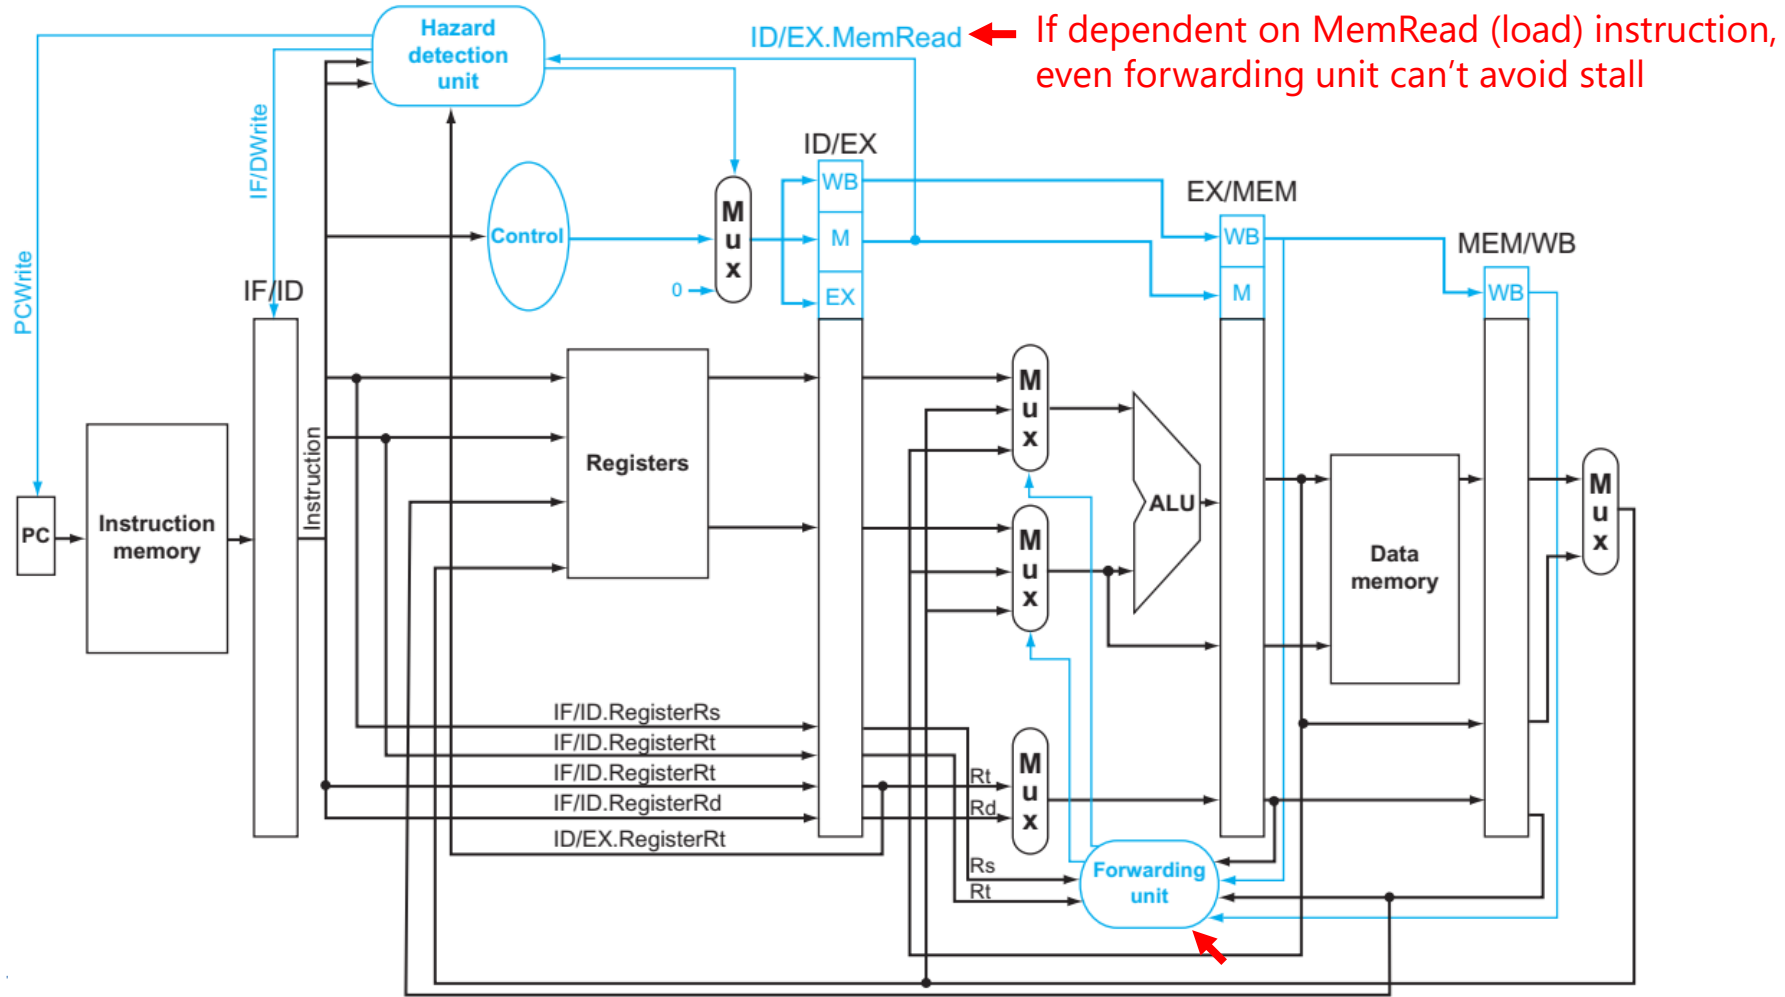 Hazard
detection
unit
ID/EX.MemRead
If dependent on MemRead (load) instruction,
even forwarding unit can't avoid stall
IF/DWrite
PCWrite
ID/EX
WB
M
EX
M
u
x
Control
0
EX/MEM
WB
M
MEM/WB
WB
IF/ID
Instruction
PC
Instruction
memory
Registers
M
u
x
M
u
x
ALU
Data
memory
M
u
x
IF/ID.RegisterRs
IF/ID.RegisterRt
IF/ID.RegisterRt
IF/ID.RegisterRd
ID/EX.RegisterRt
Rt
Rd
M
u
x
Rs
Rt
Forwarding
unit